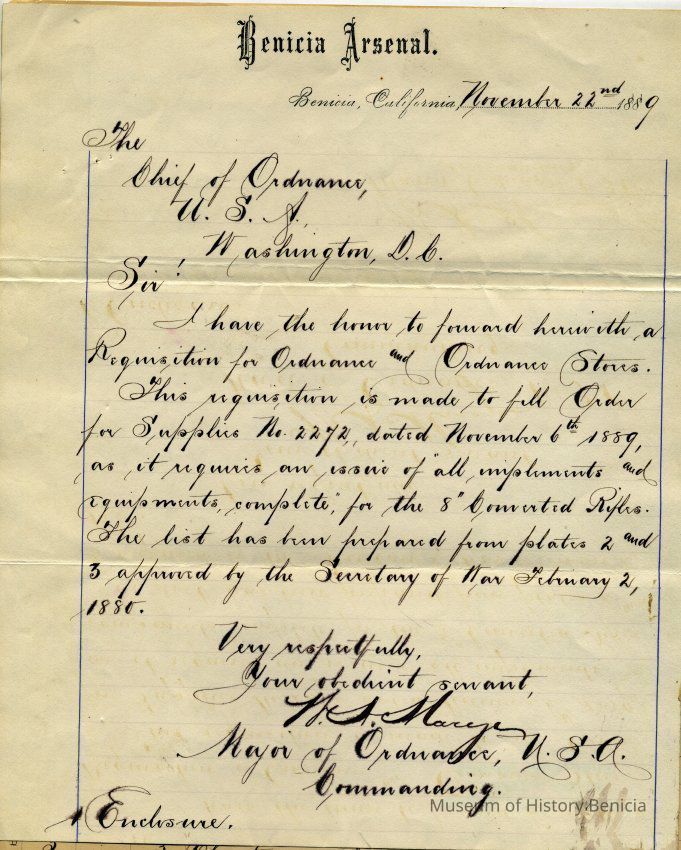 Benicia Arsenal.
Benicia, California, November 22nd 1889
The
Chief of Ordnance,
U. S. A.,
Washington, D. C.
Sir!
I have the honor to forward herewith a
Requisition for Ordnance and Ordnance Stores.
This requisition is made to fill Order
for Supplies No. 2272, dated November 6th 1889,
as it requires an issue of "all implements and
equipments, complete", for the 8" Converted Rifles.
The list has been prepared from plates 2 and
3 approved by the Secretary of War February 2,
1880.
Very respectfully,
Your obedient servant,
Major of Ordnance, U. S. A.
Commanding.
Museum of History Benicia
1 Enclosure.